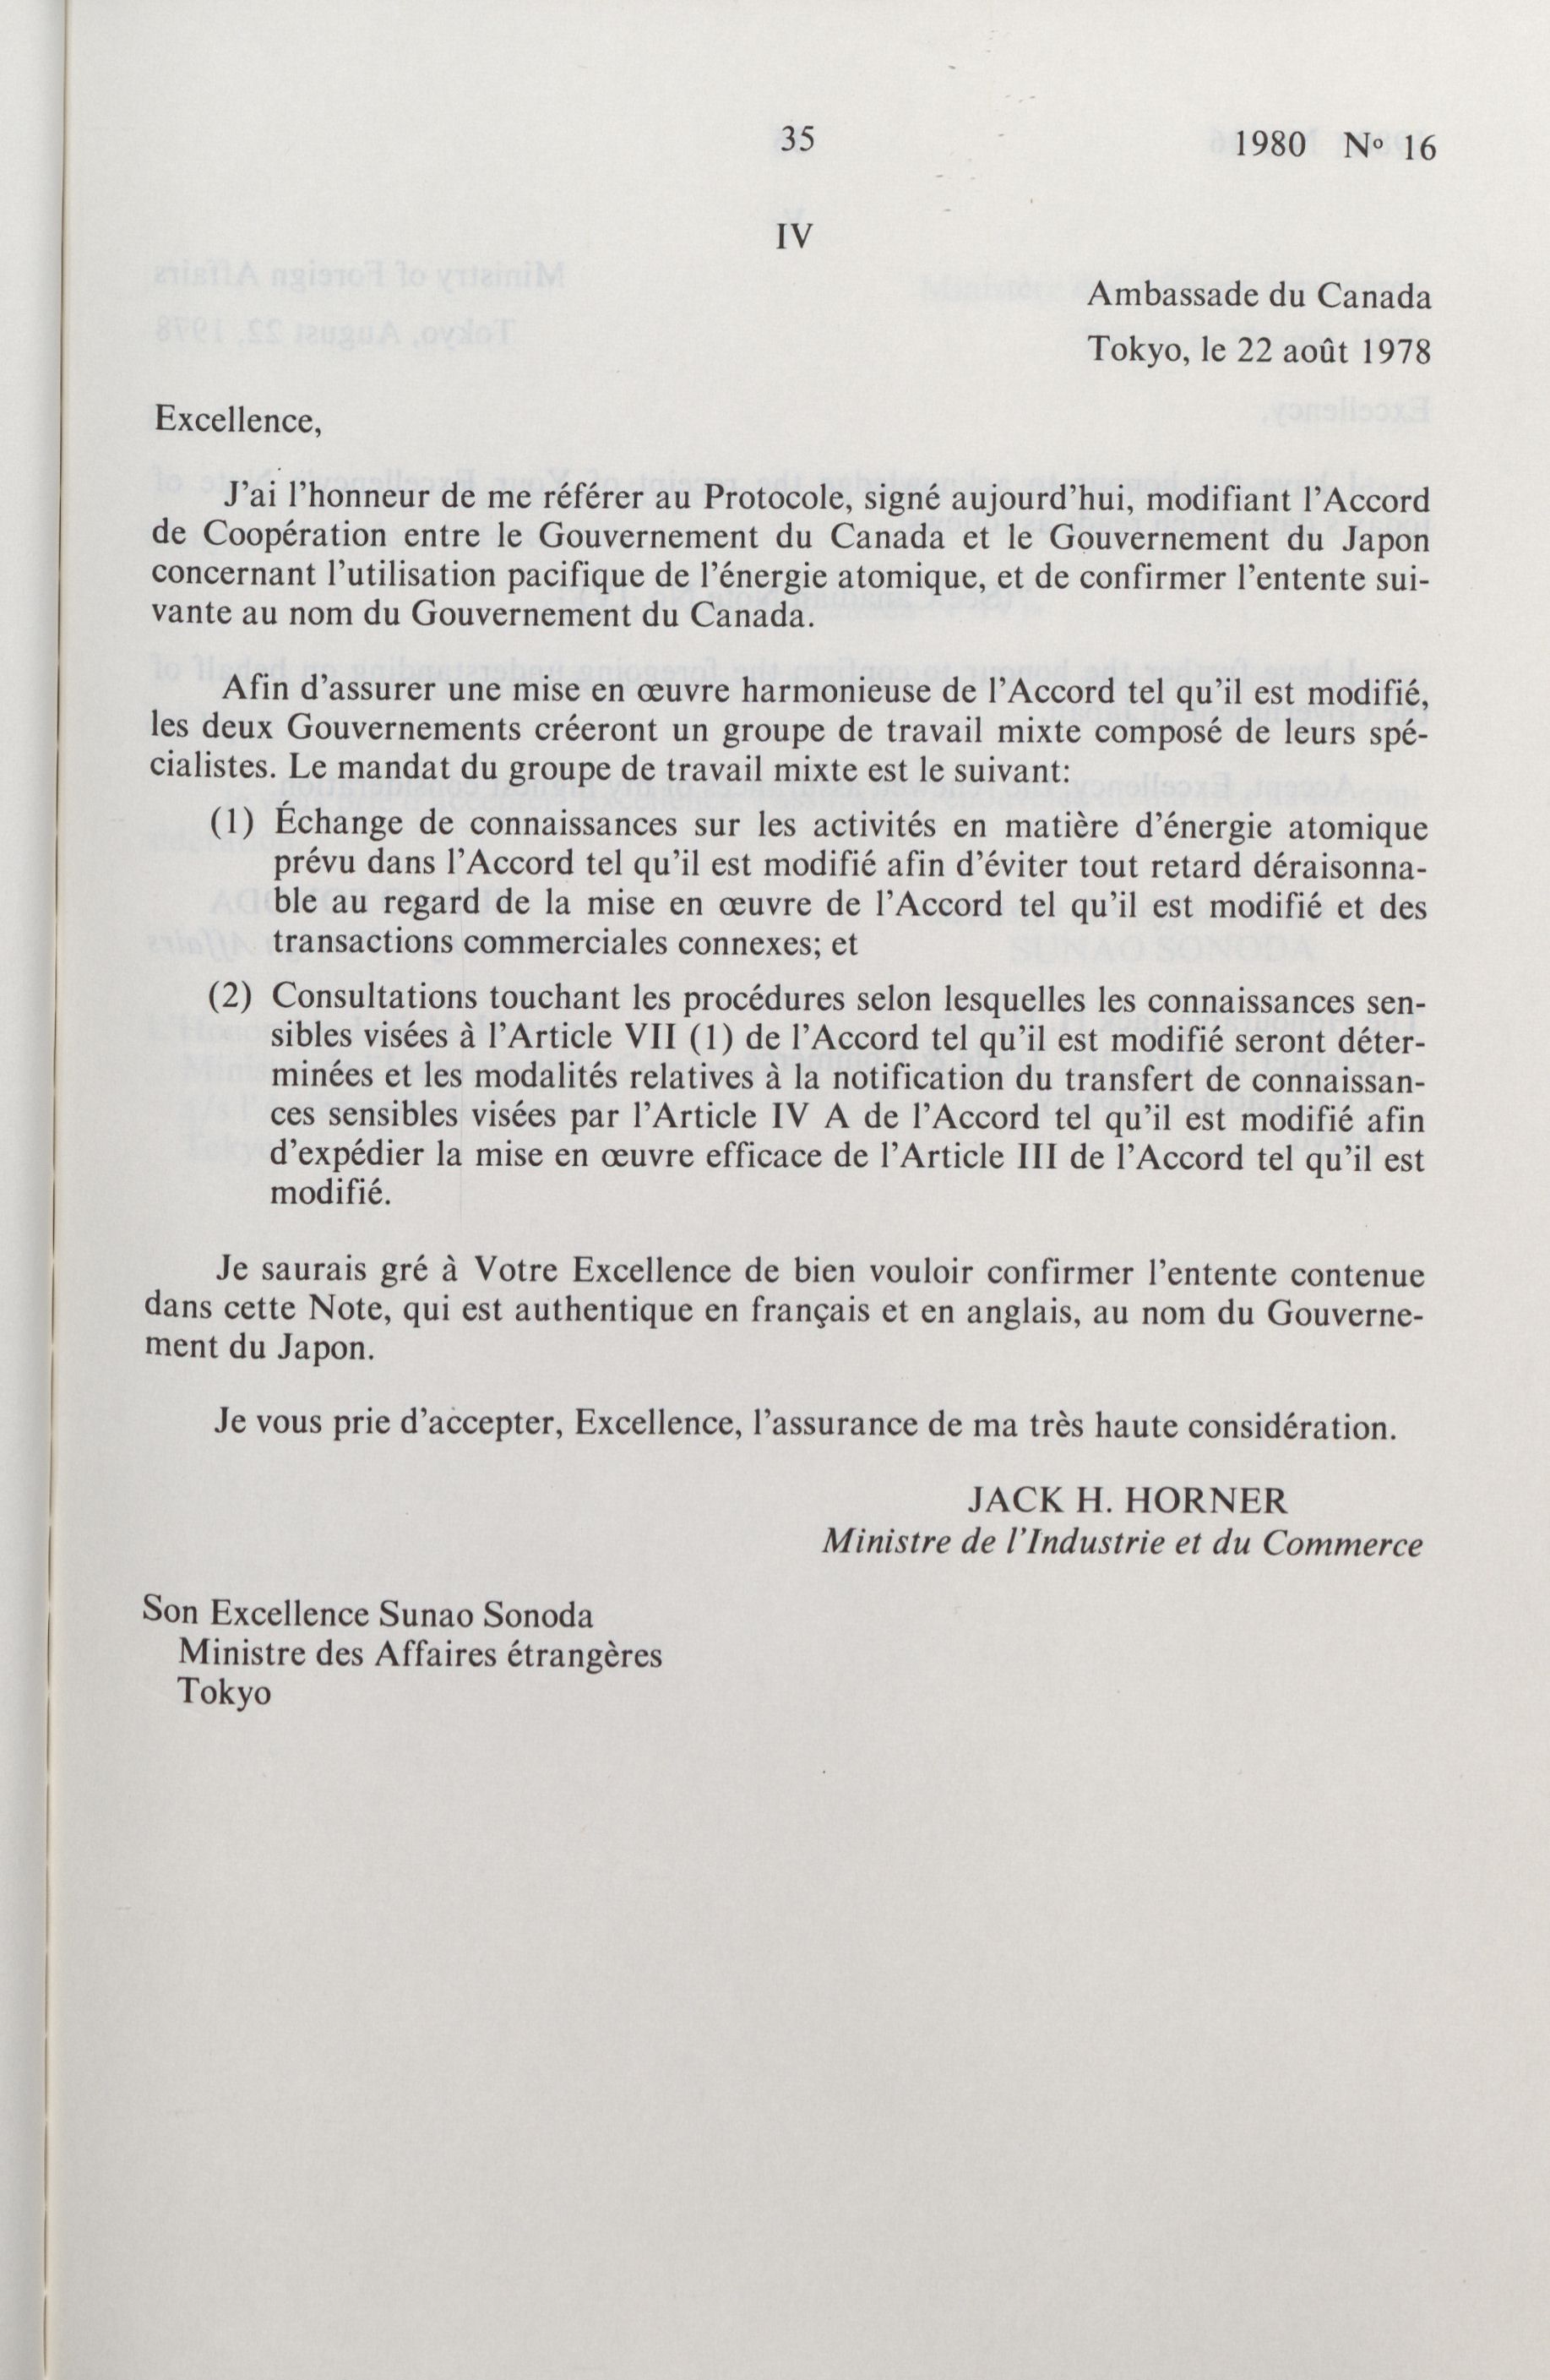 35
1980 Nº 16
IV
Ambassade du Canada
Tokyo, le 22 août 1978
Excellence,
J'ai l'honneur de me référer au Protocole, signé aujourd'hui, modifiant l'Accord
de Coopération entre le Gouvernement du Canada et le Gouvernement du Japon
concernant l'utilisation pacifique de l'énergie atomique, et de confirmer l'entente sui-
vante au nom du Gouvernement du Canada.
Afin d'assurer une mise en œuvre harmonieuse de l'Accord tel qu'il est modifié,
les deux Gouvernements créeront un groupe de travail mixte composé de leurs spé-
cialistes. Le mandat du groupe de travail mixte est le suivant:
(1) Échange de connaissances sur les activités en matière d'énergie atomique
prévu dans l'Accord tel qu'il est modifié afin d'éviter tout retard déraisonna-
ble au regard de la mise en œuvre de l'Accord tel qu'il est modifié et des
transactions commerciales connexes; et
(2) Consultations touchant les procédures selon lesquelles les connaissances sen-
sibles visées à l'Article VII (1) de l'Accord tel qu'il est modifié seront déter-
minées et les modalités relatives à la notification du transfert de connaissan-
ces sensibles visées par l'Article IV A de l'Accord tel qu'il est modifié afin
d'expédier la mise en œuvre efficace de l'Article III de l'Accord tel qu'il est
modifié.
Je saurais gré à Votre Excellence de bien vouloir confirmer l'entente contenue
dans cette Note, qui est authentique en français et en anglais, au nom du Gouverne-
ment du Japon.
Je vous prie d'accepter, Excellence, l'assurance de ma très haute considération.
JACK H. HORNER
Ministre de l'Industrie et du Commerce
Son Excellence Sunao Sonoda
Ministre des Affaires étrangères
Tokyo